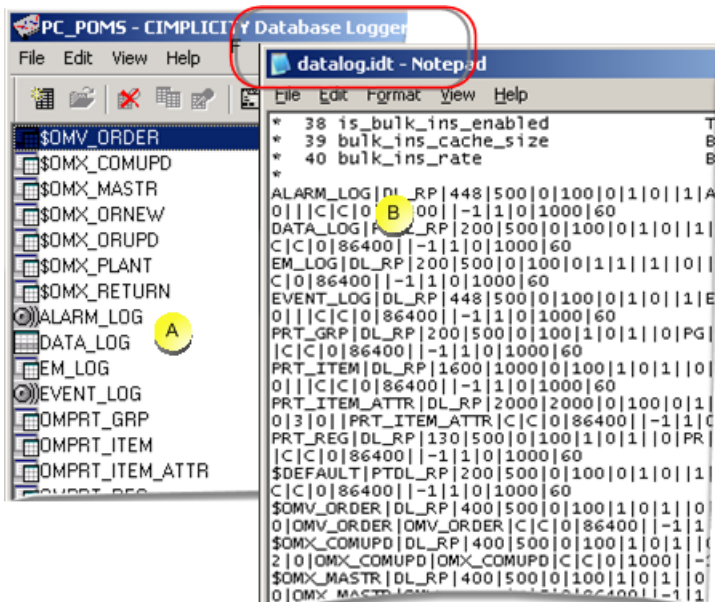 PC_POMS - CIMPLICITY Database Logger
File Edit View Help
F
$OMV_ORDER
$OMX_COMUPD
$OMX_MASTR
$OMX_ORNEW
$OMX_ORUPD
$OMX_PLANT
$OMX_RETURN
ALARM_LOG
DATA_LOG
EM_LOG
EVENT_LOG
OMPRT_GRP
OMPRT_ITEM
OMPRT_ITEM_ATTR
A
datalog.idt - Notepad
File Edit Format View Help
* 38 is_bulk_ins_enabled T
* 39 bulk_ins_cache_size B
* 40 bulk_ins_rate B
*
ALARM_LOG|DL_RP|448|500|0|100|0|1|0||1|A
0|||C|C|0 00||-1|1|0|1000|60
B
DATA_LOG| DL_RP|200|500|0|100|0|1|0||1|
C|C|0|86400||-1|1|0|1000|60
EM_LOG|DL_RP|200|500|0|100|0|1|1||1||0||
C|0|86400||-1|1|0|1000|60
EVENT_LOG|DL_RP|448|500|0|100|0|1|0||1|E
0|||C|C|0|86400||-1|1|0|1000|60
PRT_GRP|DL_RP|200|500|0|100|1|0|1||0|PG|
|C|C|0|86400||-1|1|0|1000|60
PRT_ITEM|DL_RP|1600|1000|0|100|1|0|1||0|
0|||C|C|0|86400||-1|1|0|1000|60
PRT_ITEM_ATTR|DL_RP|2000|2000|0|100|0|1|
0|3|0||PRT_ITEM_ATTR|C|C|0|86400||-1|1|0
PRT_REG|DL_RP|130|500|0|100|1|0|1||0|PR|
|C|C|0|86400||-1|1|0|1000|60
$DEFAULT|PTDL_RP|200|500|0|100|0|1|0||1|
C|C|0|86400||-1|1|0|1000|60
$OMV_ORDER|DL_RP|400|500|0|100|1|0|1||0
0|OMV_ORDER|OMV_ORDER|C|C|0|86400||-1|1
$OMX_COMUPD|DL_RP|400|500|0|100|1|0|1||
2|0|OMX_COMUPD|OMX_COMUPD|C|C|0|1000||-
$OMX_MASTR|DL_RP|400|500|0|100|1|0|1||0